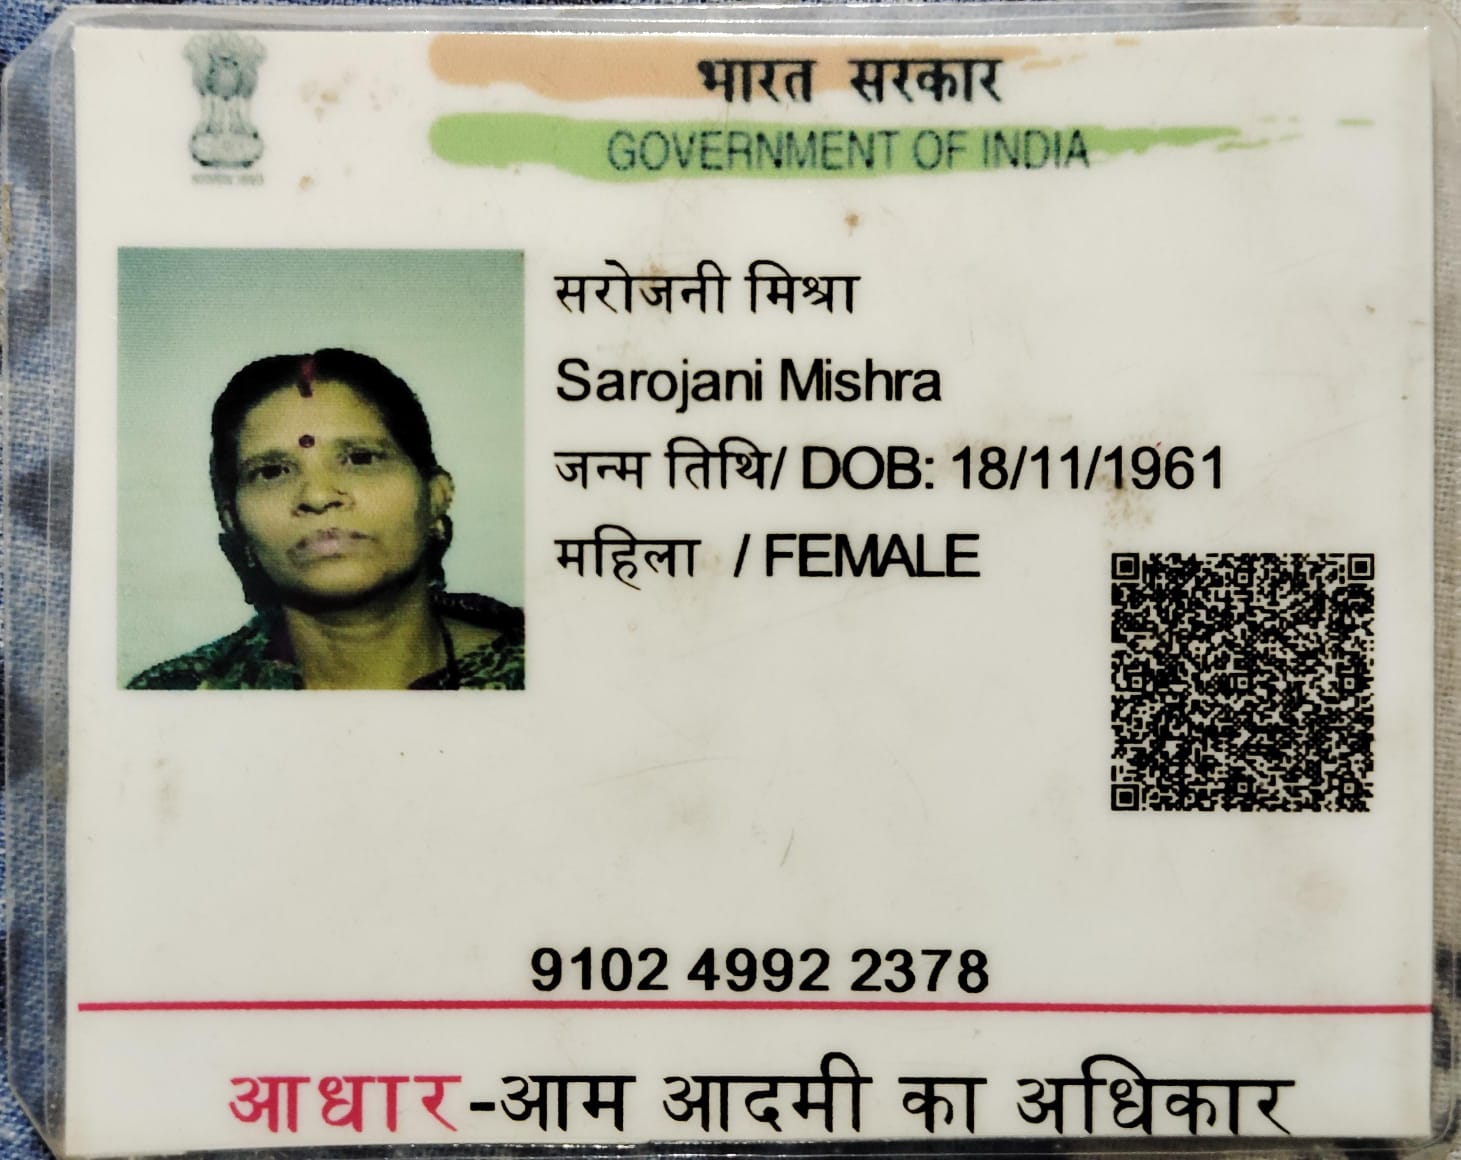 भारत सरकार
GOVERNMENT OF INDIA
सरोजनी मिश्रा
Sarojani Mishra
जन्म तिथि/ DOB: 18/11/1961
महिला / FEMALE
9102 4992 2378
आधार-आम आदमी का अधिकार